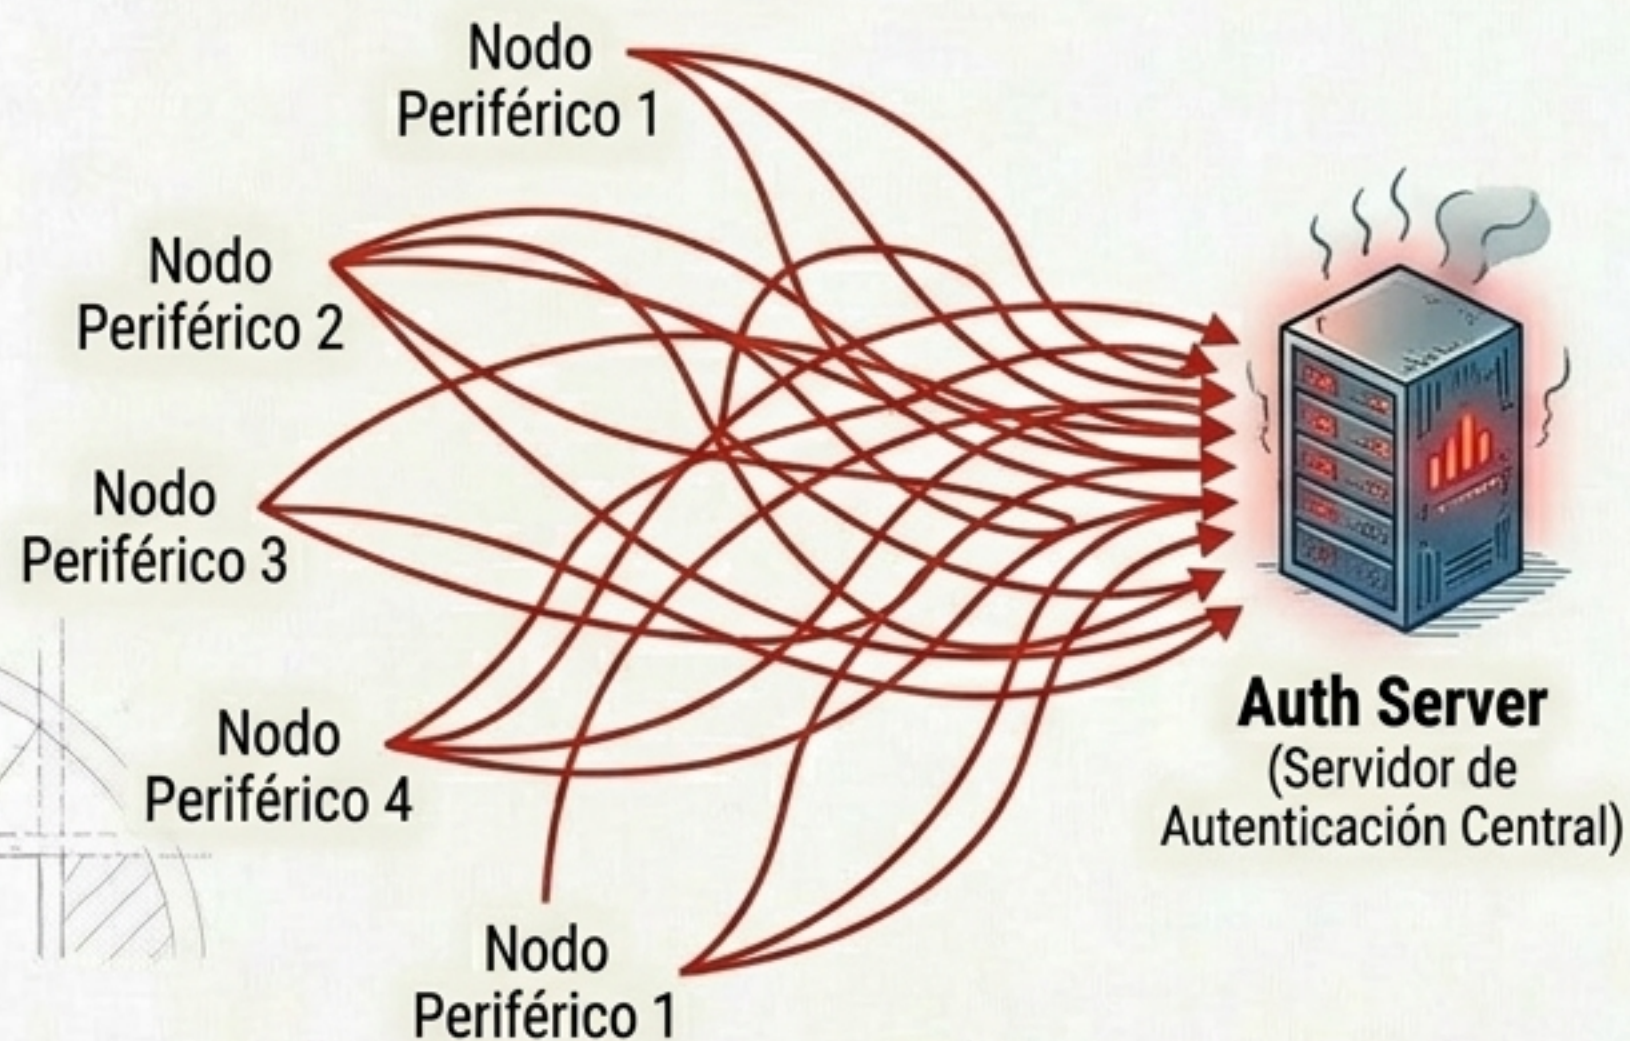 Nodo
Periférico 1
Nodo
Periférico 2
Nodo
Periférico 3
Nodo
Periférico 4
Nodo
Periférico 1
Auth Server
(Servidor de
Autenticación Central)